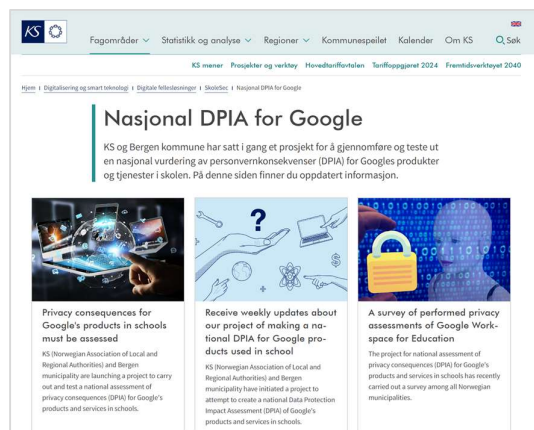 KS
Fagområder Statistikk og analyse Regioner Kommunespeilet Kalender Om KS Søk
KS mener Prosjekter og verktøy Hovedtariffavtalen Tariffoppgjøret 2024 Fremtidsverktøyet 2040
Hjem | Digitalisering og smart teknologi | Digitale fellesløsninger | SkoleSec | Nasjonal DPIA for Google
Nasjonal DPIA for Google
KS og Bergen kommune har satt i gang et prosjekt for å gjennomføre og teste ut
en nasjonal vurdering av personvernkonsekvenser (DPIA) for Googles produkter
og tjenester i skolen. På denne siden finner du oppdatert informasjon.
?
$
Privacy consequences for
Google's products in schools
must be assessed
KS (Norwegian Association of Local and
Regional Authorities) and Bergen
municipality are launching a project to carry
out and test a national assessment of
privacy consequences (DPIA) for Google's
products and services in schools.
Receive weekly updates about
our project of making a na-
tional DPIA for Google pro-
ducts used in school
KS (Norwegian Association of Local and
Regional Authorities) and Bergen
municipality have initiated a project to
attempt to create a national Data Protection
Impact Assessment (DPIA) of Google's
products and services in schools.
A survey of performed privacy
assessments of Google Work-
space for Education
The project for national assessment of
privacy consequences (DPIA) for Google's
products and services in schools has recently
carried out a survey among all Norwegian
municipalities.